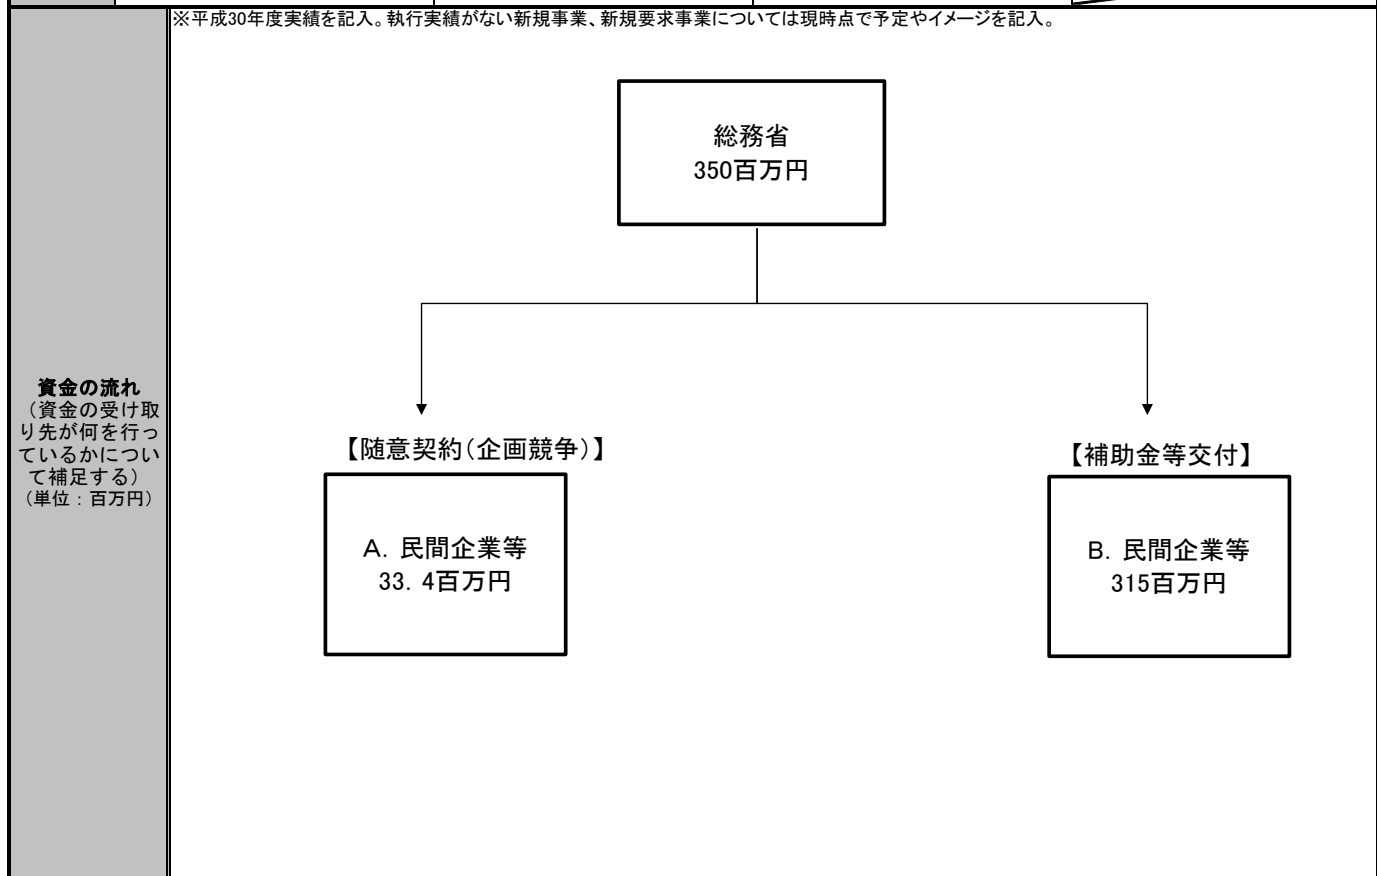 ※平成30年度実績を記入。執行実績がない新規事業、新規要求事業については現時点で予定やイメージを記入。
総務省
350百万円
資金の流れ
（資金の受け取
り先が何を行っ
ているかについ
て補足する）
（単位：百万円）
【随意契約（企画競争）】
A．民間企業等
33．4百万円
【補助金等交付】
B．民間企業等
315百万円